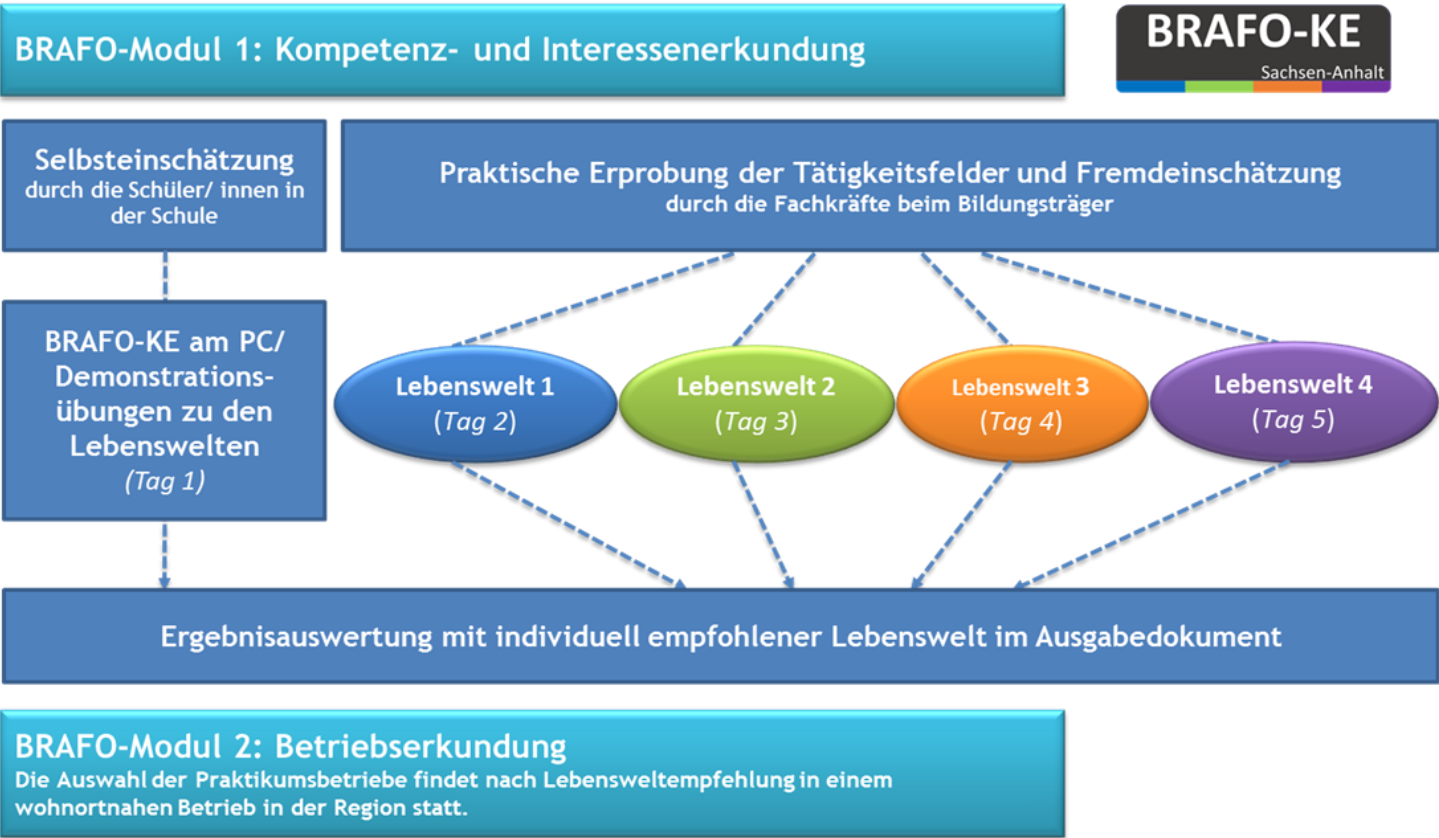 BRAFO-Modul 1: Kompetenz- und Interessenerkundung
BRAFO-KE
Sachsen-Anhalt
Selbsteinschätzung
durch die Schüler/ innen in
der Schule
Praktische Erprobung der Tätigkeitsfelder und Fremdeinschätzung
durch die Fachkräfte beim Bildungsträger
BRAFO-KE am PC/
Demonstrations-
übungen zu den
Lebenswelten
(Tag 1)
Lebenswelt 1
(Tag 2)
Lebenswelt 2
(Tag 3)
Lebenswelt 3
(Tag 4)
Lebenswelt 4
(Tag 5)
Ergebnisauswertung mit individuell empfohlener Lebenswelt im Ausgabedokument
BRAFO-Modul 2: Betriebserkundung
Die Auswahl der Praktikumsbetriebe findet nach Lebensweltempfehlung in einem
wohnortnahen Betrieb in der Region statt.